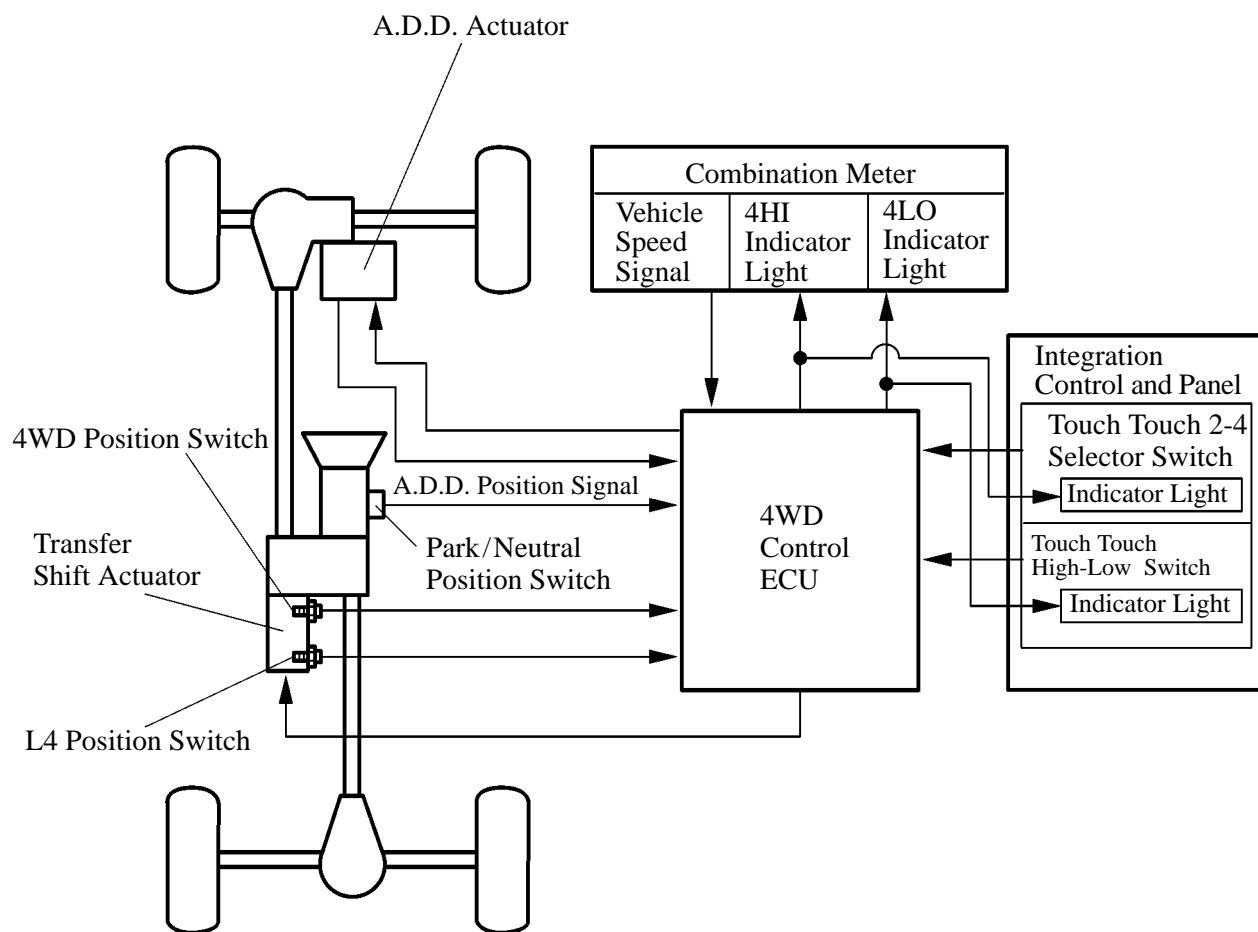 A.D.D. Actuator
Combination Meter
Vehicle
Speed
Signal
4HI
Indicator
Light
4LO
Indicator
Light
Integration
Control and Panel
Touch Touch 2-4
Selector Switch
Indicator Light
Touch Touch
High-Low Switch
Indicator Light
4WD Position Switch
A.D.D. Position Signal
Park/Neutral
Position Switch
4WD
Control
ECU
Transfer
Shift Actuator
L4 Position Switch